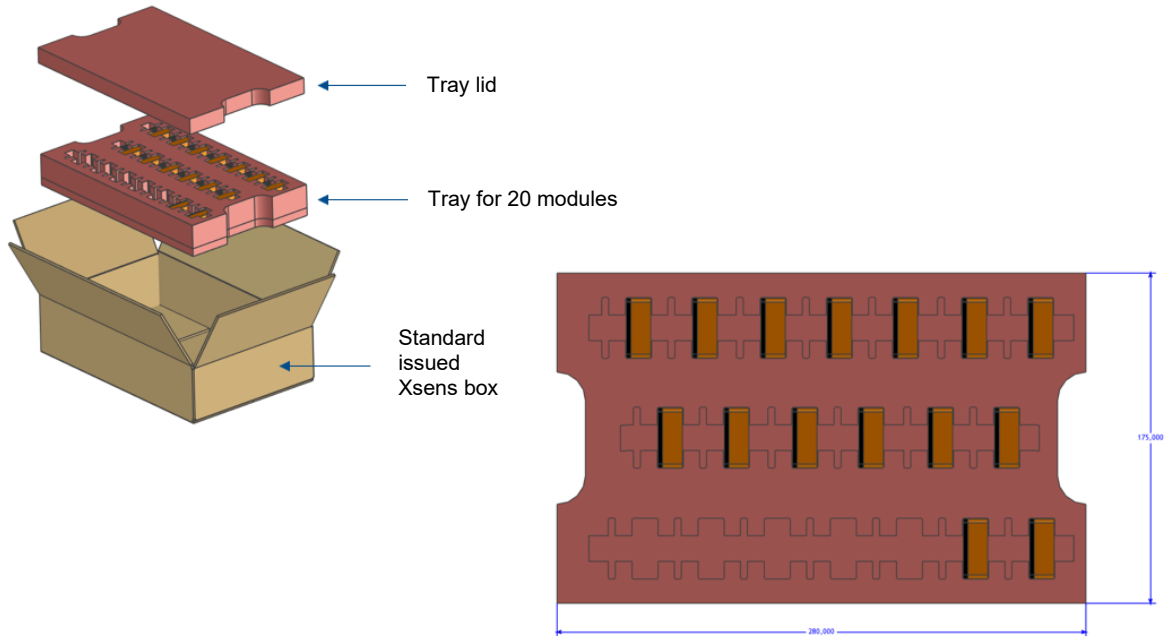 Tray lid
Tray for 20 modules
Standard
issued
Xsens box
175,000
280,000